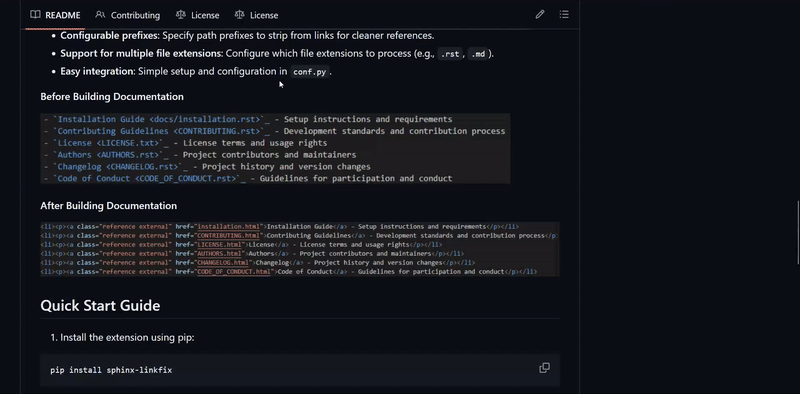 README Contributing License License
• Configurable prefixes: Specify path prefixes to strip from links for cleaner references.
• Support for multiple file extensions: Configure which file extensions to process (e.g., .rst, .md).
• Easy integration: Simple setup and configuration in conf.py.
Before Building Documentation
- `Installation Guide <docs/installation.rst>`_ - Setup instructions and requirements
- `Contributing Guidelines <CONTRIBUTING.rst>`_ - Development standards and contribution process
- `License <LICENSE.txt>`_ - License terms and usage rights
- `Authors <AUTHORS.rst>`_ - Project contributors and maintainers
- `Changelog <CHANGELOG.rst>`_ - Project history and version changes
- `Code of Conduct <CODE_OF_CONDUCT.rst>`_ - Guidelines for participation and conduct
After Building Documentation
<li><p><a class="reference external" href="installation.html">Installation Guide</a> - Setup instructions and requirements</p></li>
<li><p><a class="reference external" href="CONTRIBUTING.html">Contributing Guidelines</a> - Development standards and contribution process</p
<li><p><a class="reference external" href="LICENSE.html">License</a> - License terms and usage rights</p></li>
<li><p><a class="reference external" href="AUTHORS.html">Authors</a> - Project contributors and maintainers</p></li>
<li><p><a class="reference external" href="CHANGELOG.html">Changelog</a> - Project history and version changes</p></li>
<li><p><a class="reference external" href="CODE_OF_CONDUCT.html">Code of Conduct</a> - Guidelines for participation and conduct</p></li>
Quick Start Guide
1. Install the extension using pip:
pip install sphinx-linkfix